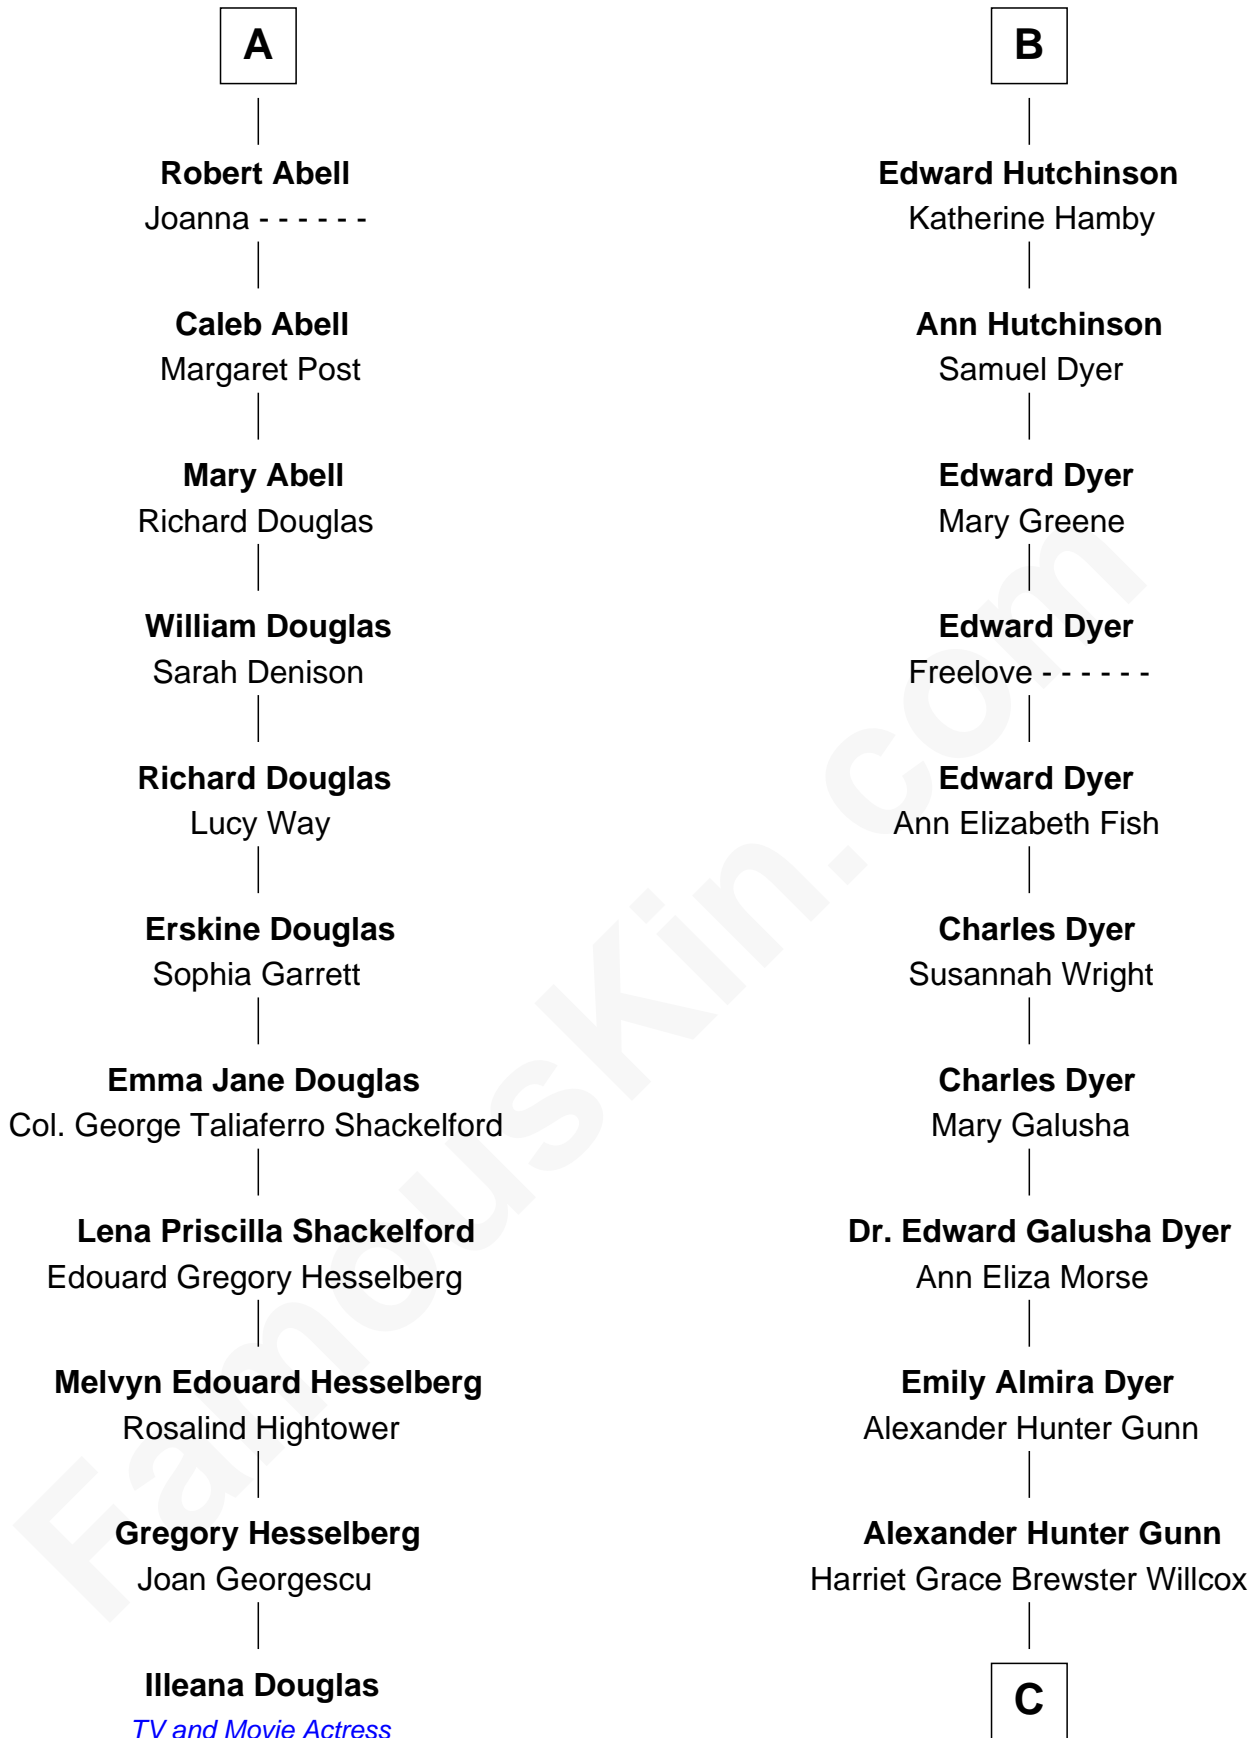 A
Robert Abell
Joanna - - - - - -
Caleb Abell
Margaret Post
Mary Abell
Richard Douglas
William Douglas
Sarah Denison
Richard Douglas
Lucy Way
Erskine Douglas
Sophia Garrett
Emma Jane Douglas
Col. George Taliaferro Shackelford
Lena Priscilla Shackelford
Edouard Gregory Hesselberg
Melvyn Edouard Hesselberg
Rosalind Hightower
Gregory Hesselberg
Joan Georgescu
Illeana Douglas
TV and Movie Actress
B
Edward Hutchinson
Katherine Hamby
Ann Hutchinson
Samuel Dyer
Edward Dyer
Mary Greene
Edward Dyer
Freelove - - - - - -
Edward Dyer
Ann Elizabeth Fish
Charles Dyer
Susannah Wright
Charles Dyer
Mary Galusha
Dr. Edward Galusha Dyer
Ann Eliza Morse
Emily Almira Dyer
Alexander Hunter Gunn
Alexander Hunter Gunn
Harriet Grace Brewster Willcox
C
FamousKin.com